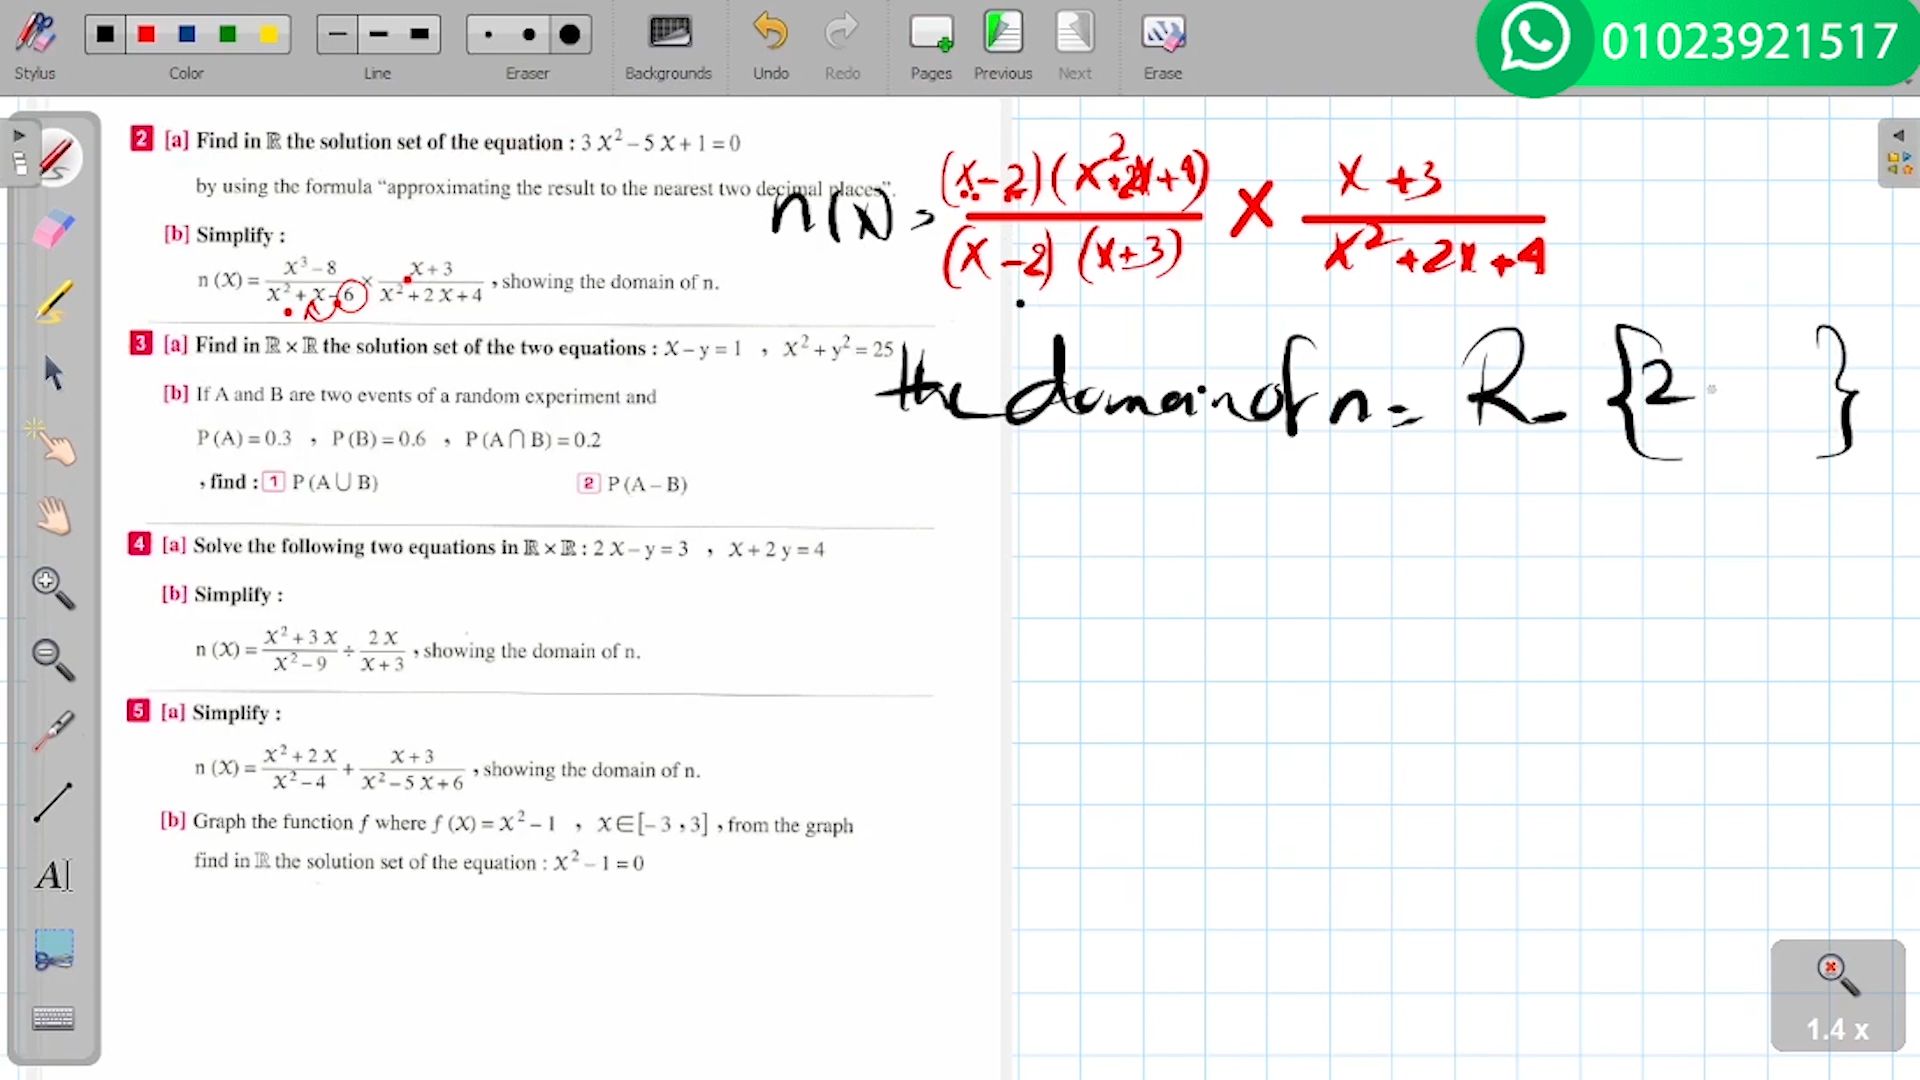 Stylus Color Line Eraser Backgrounds Undo Redo Pages Previous Next Erase
01023921517
2 [a] Find in ℝ the solution set of the equation : 3 X² – 5 X + 1 = 0
by using the formula “approximating the result to the nearest two decimal places”.
[b] Simplify :
n (X) = (X³ – 8)/(X² + X – 6) × (X + 3)/(X² + 2 X + 4) , showing the domain of n.
3 [a] Find in ℝ × ℝ the solution set of the two equations : X – y = 1 , X² + y² = 25
[b] If A and B are two events of a random experiment and
P (A) = 0.3 , P (B) = 0.6 , P (A ∩ B) = 0.2
, find : 1 P (A ∪ B) 2 P (A – B)
4 [a] Solve the following two equations in ℝ × ℝ : 2 X – y = 3 , X + 2 y = 4
[b] Simplify :
n (X) = (X² + 3 X)/(X² – 9) ÷ (2 X)/(X + 3) , showing the domain of n.
5 [a] Simplify :
n (X) = (X² + 2 X)/(X² – 4) + (X + 3)/(X² – 5 X + 6) , showing the domain of n.
[b] Graph the function f where f (X) = X² – 1 , X ∈ [– 3 , 3] , from the graph
find in ℝ the solution set of the equation : X² – 1 = 0
n(x) = (x-2)(x²+2x+4)/(x-2)(x+3) × x+3/x²+2x+4
the domain of n = R - {2 }
A
1.4 x